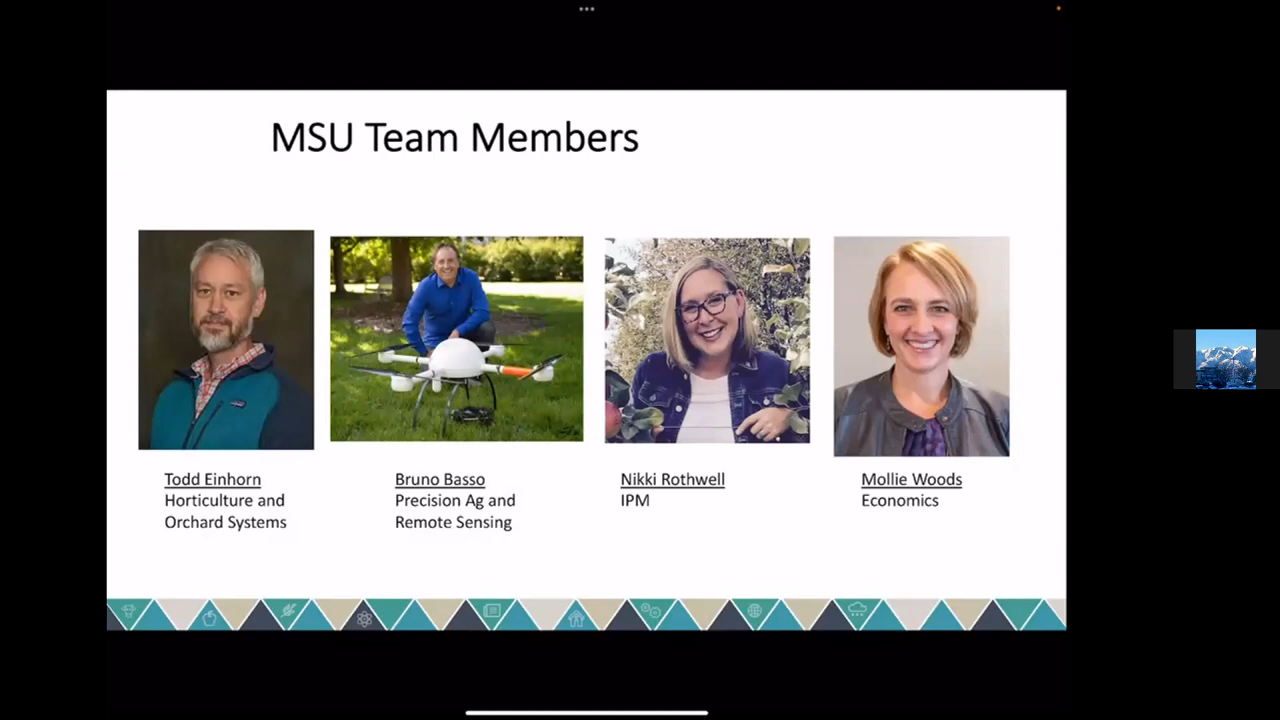 MSU Team Members
Todd Einhorn
Horticulture and
Orchard Systems
Bruno Basso
Precision Ag and
Remote Sensing
Nikki Rothwell
IPM
Mollie Woods
Economics